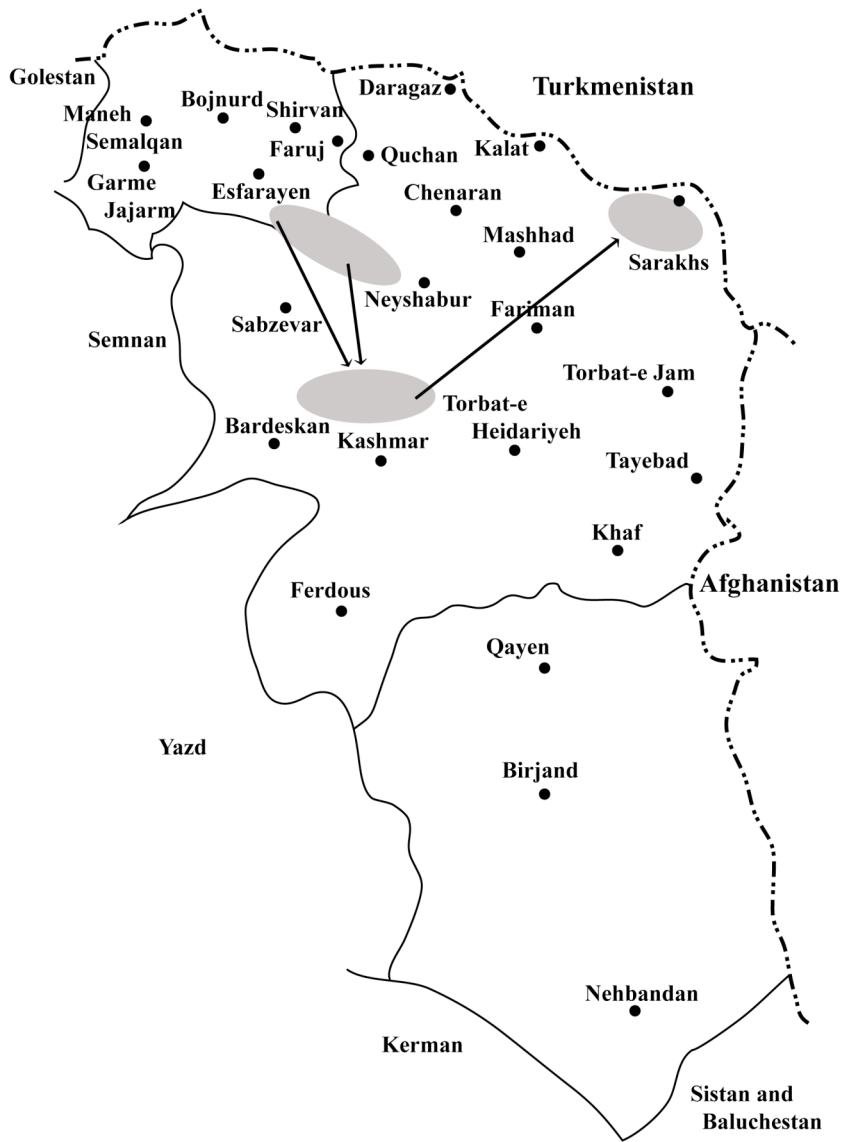 Golestan
Daragaz
Turkmenistan
Maneh
Semalqan
Bojnurd
Shirvan
Faruj
Quchan
Kalat
Garme
Jajarm
Esfarayen
Chenaran
Mashhad
Sarakhs
Neyshabur
Fariman
Sabzevar
Semnan
Torbat-e Jam
Torbat-e
Heidariyeh
Bardeskan
Kashmar
Tayebad
Khaf
Afghanistan
Ferdous
Qayen
Yazd
Birjand
Nehbandan
Kerman
Sistan and
Baluchestan